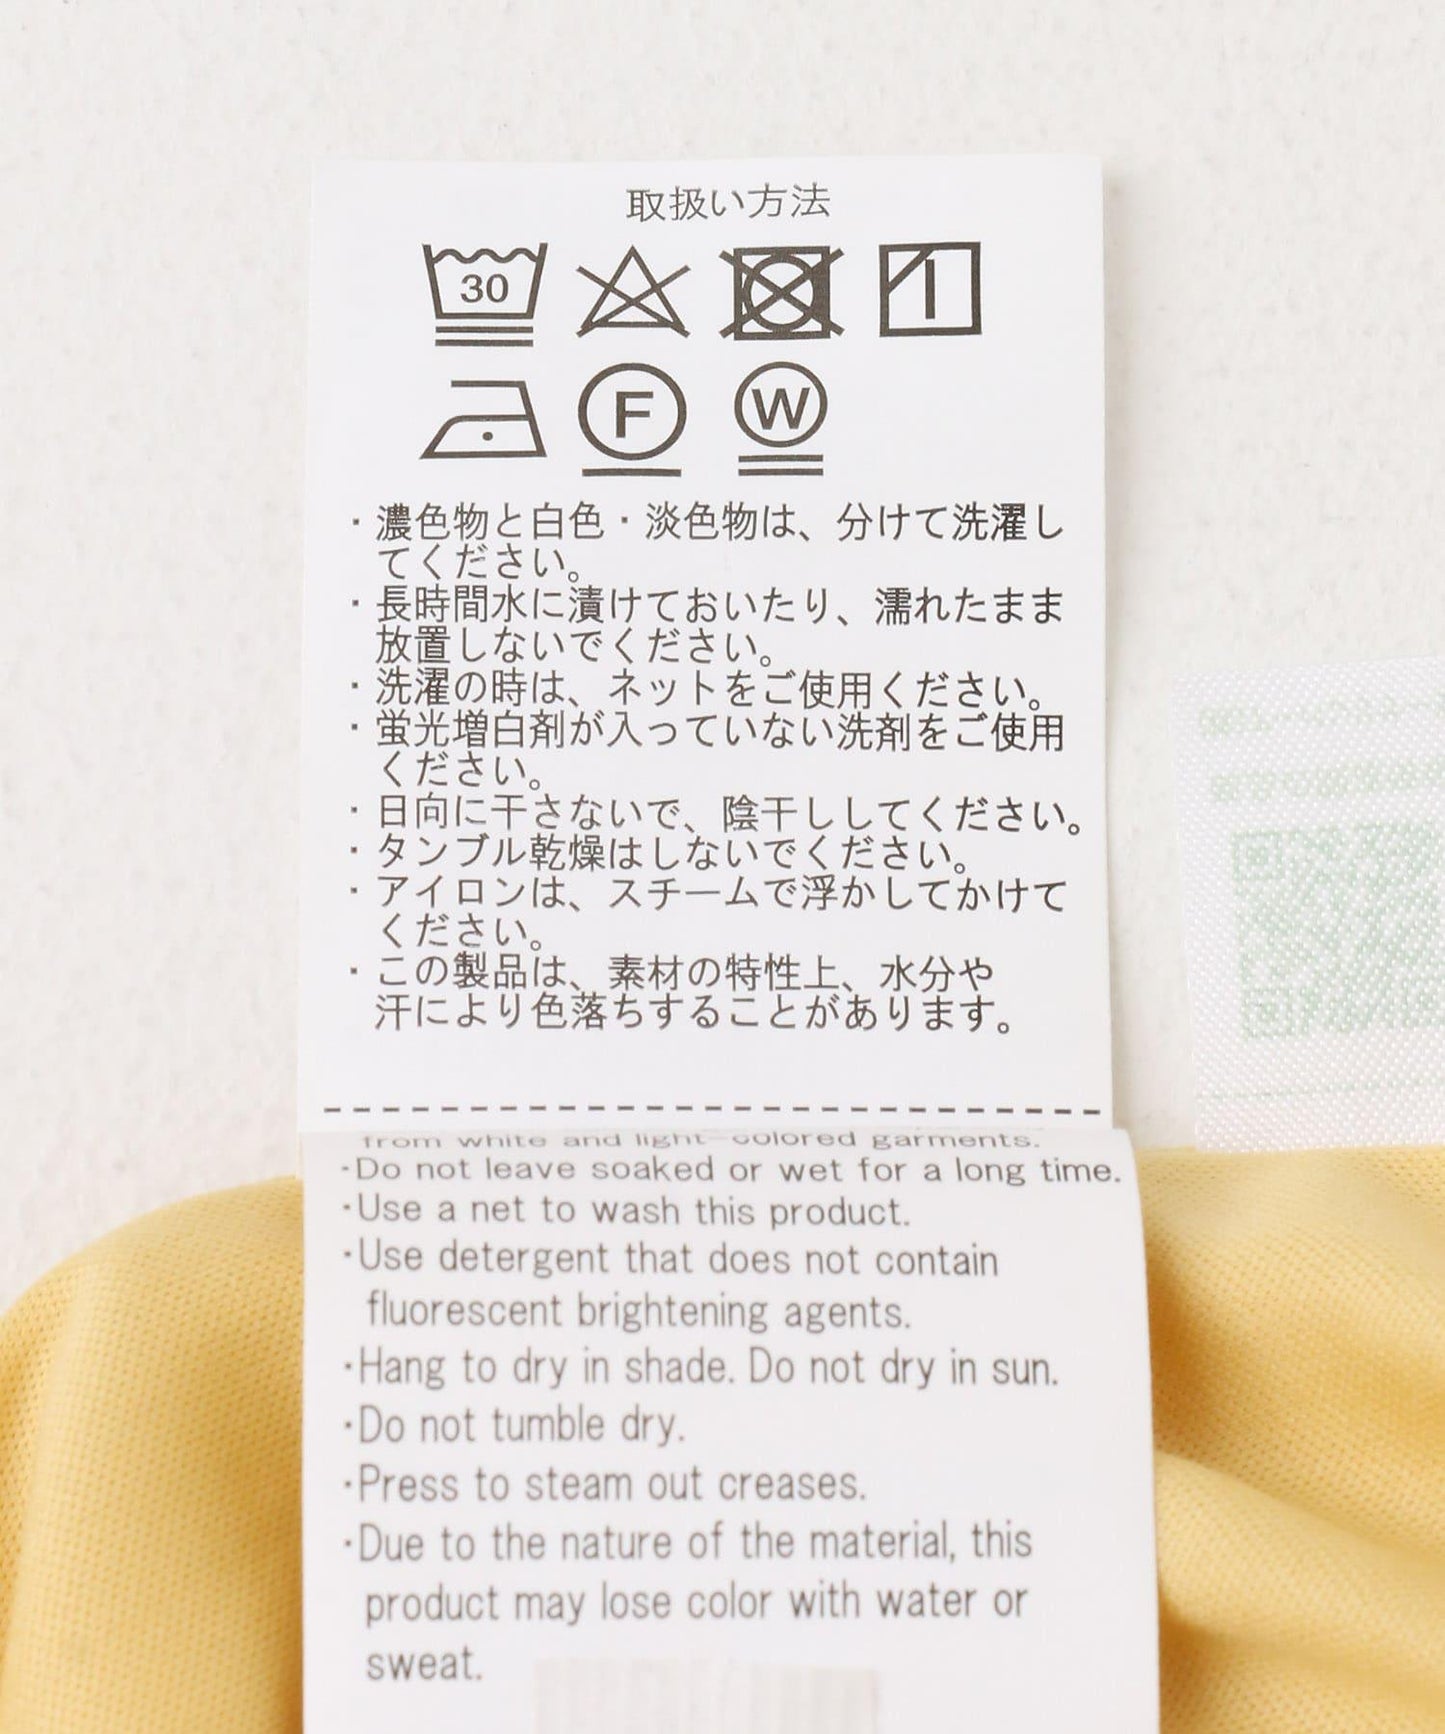 取扱い方法
30
F
W
・濃色物と白色・淡色物は、分けて洗濯し
てください。
・長時間水に漬けておいたり、濡れたまま
放置しないでください。
・洗濯の時は、ネットをご使用ください。
・蛍光増白剤が入っていない洗剤をご使用
ください。
・日向に干さないで、陰干ししてください。
・タンブル乾燥はしないでください。
・アイロンは、スチームで浮かしてかけて
ください。
・この製品は、素材の特性上、水分や
汗により色落ちすることがあります。
from white and light-colored garments.
・Do not leave soaked or wet for a long time.
・Use a net to wash this product.
・Use detergent that does not contain
fluorescent brightening agents.
・Hang to dry in shade. Do not dry in sun.
・Do not tumble dry.
・Press to steam out creases.
・Due to the nature of the material, this
product may lose color with water or
sweat.